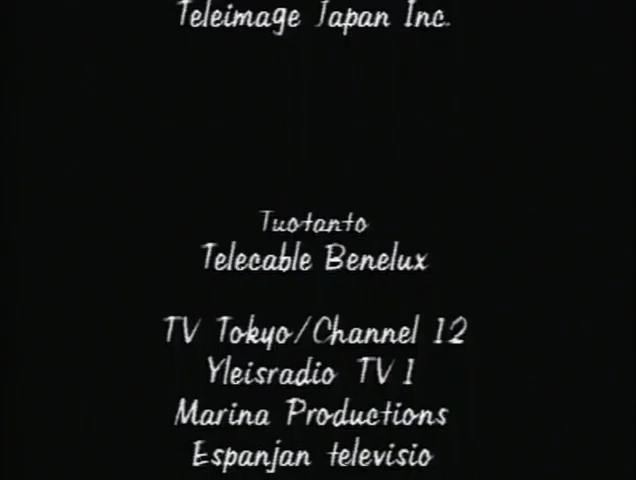 Teleimage Japan Inc.
Tuotanto
Telecable Benelux
TV Tokyo/Channel 12
Yleisradio TV 1
Marina Productions
Espanjan televisio